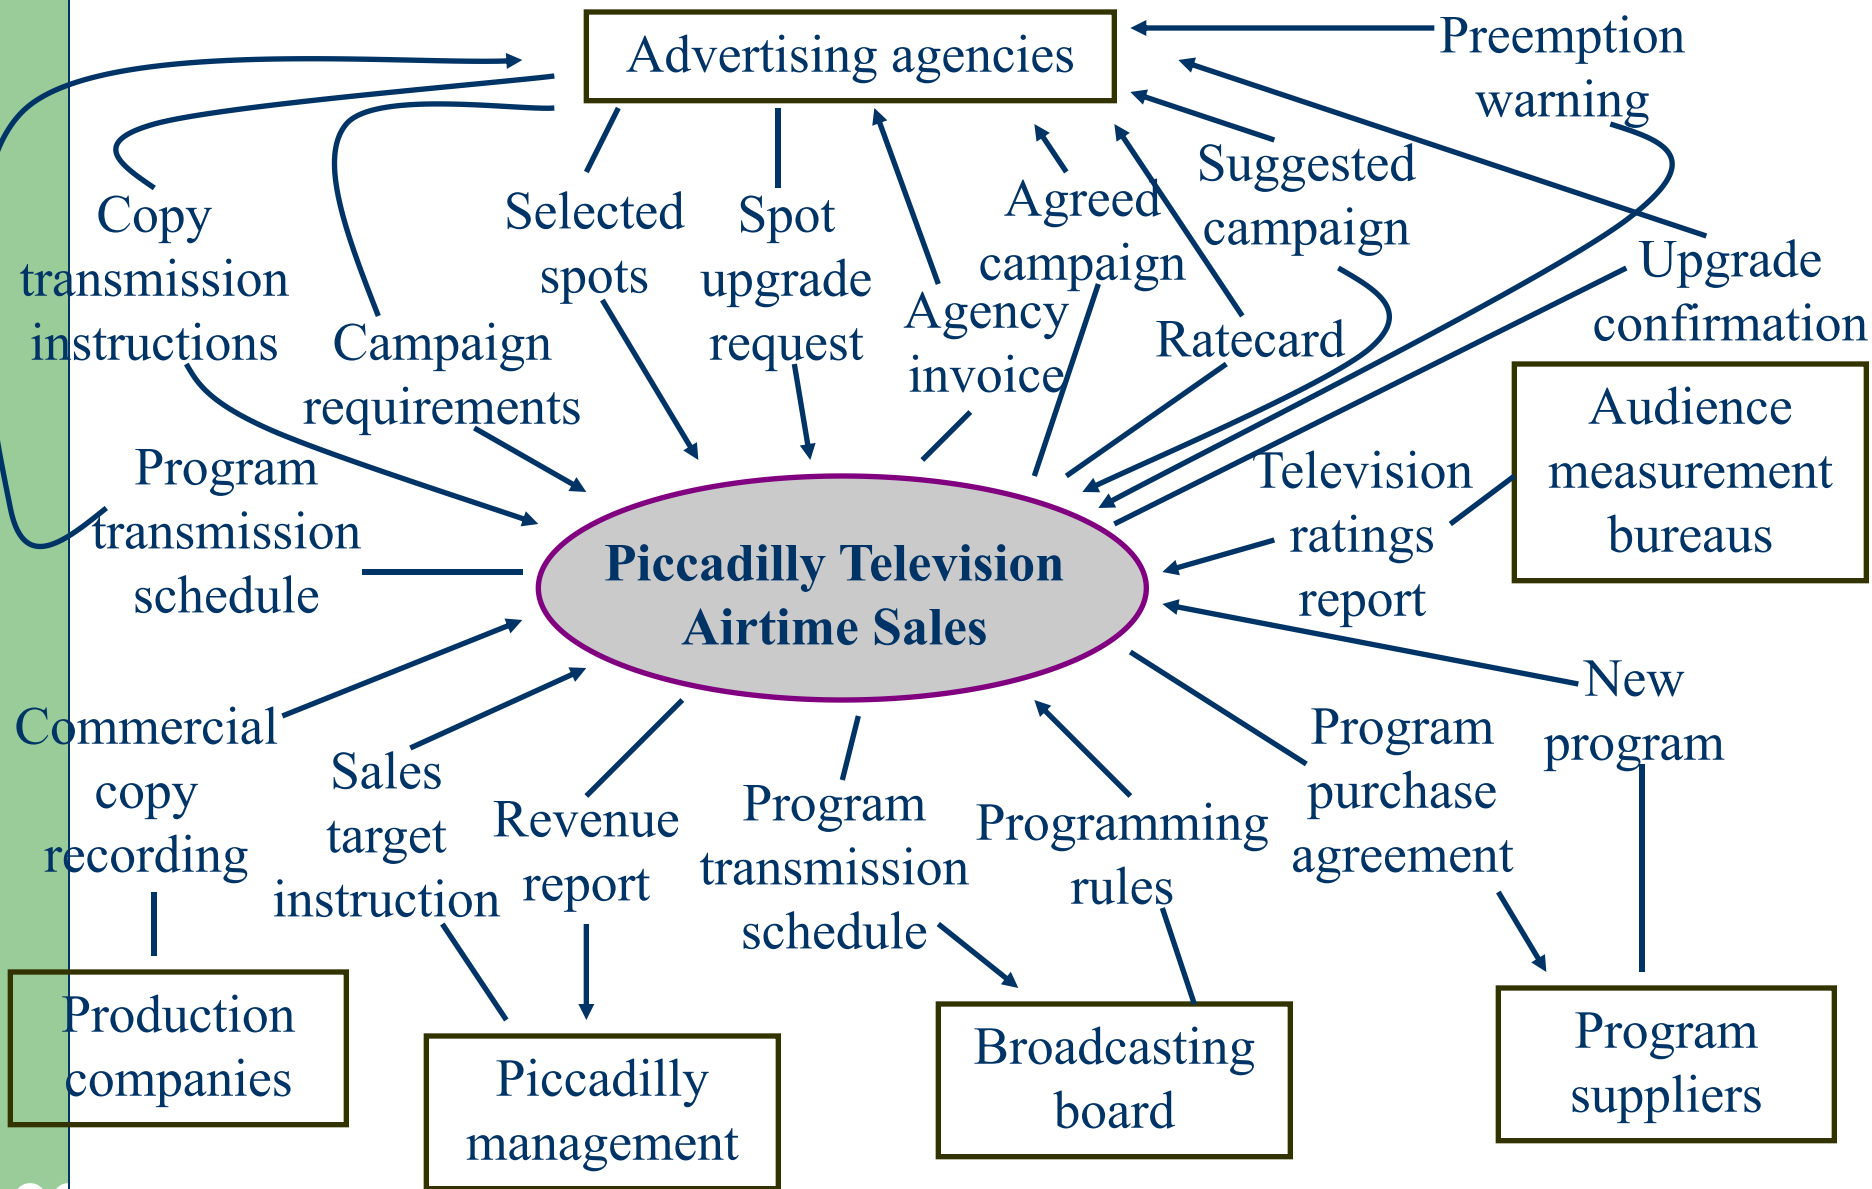 Advertising agencies
Preemption
warning
Copy
transmission
instructions
Campaign
requirements
Selected
spots
Spot
upgrade
request
Agency
invoice
Agreed
campaign
Suggested
campaign
Ratecard
Upgrade
confirmation
Audience
measurement
bureaus
Television
ratings
report
Program
transmission
schedule
Piccadilly Television
Airtime Sales
Commercial
copy
recording
Sales
target
instruction
Revenue
report
Program
transmission
schedule
Programming
rules
Program
purchase
agreement
New
program
Production
companies
Piccadilly
management
Broadcasting
board
Program
suppliers